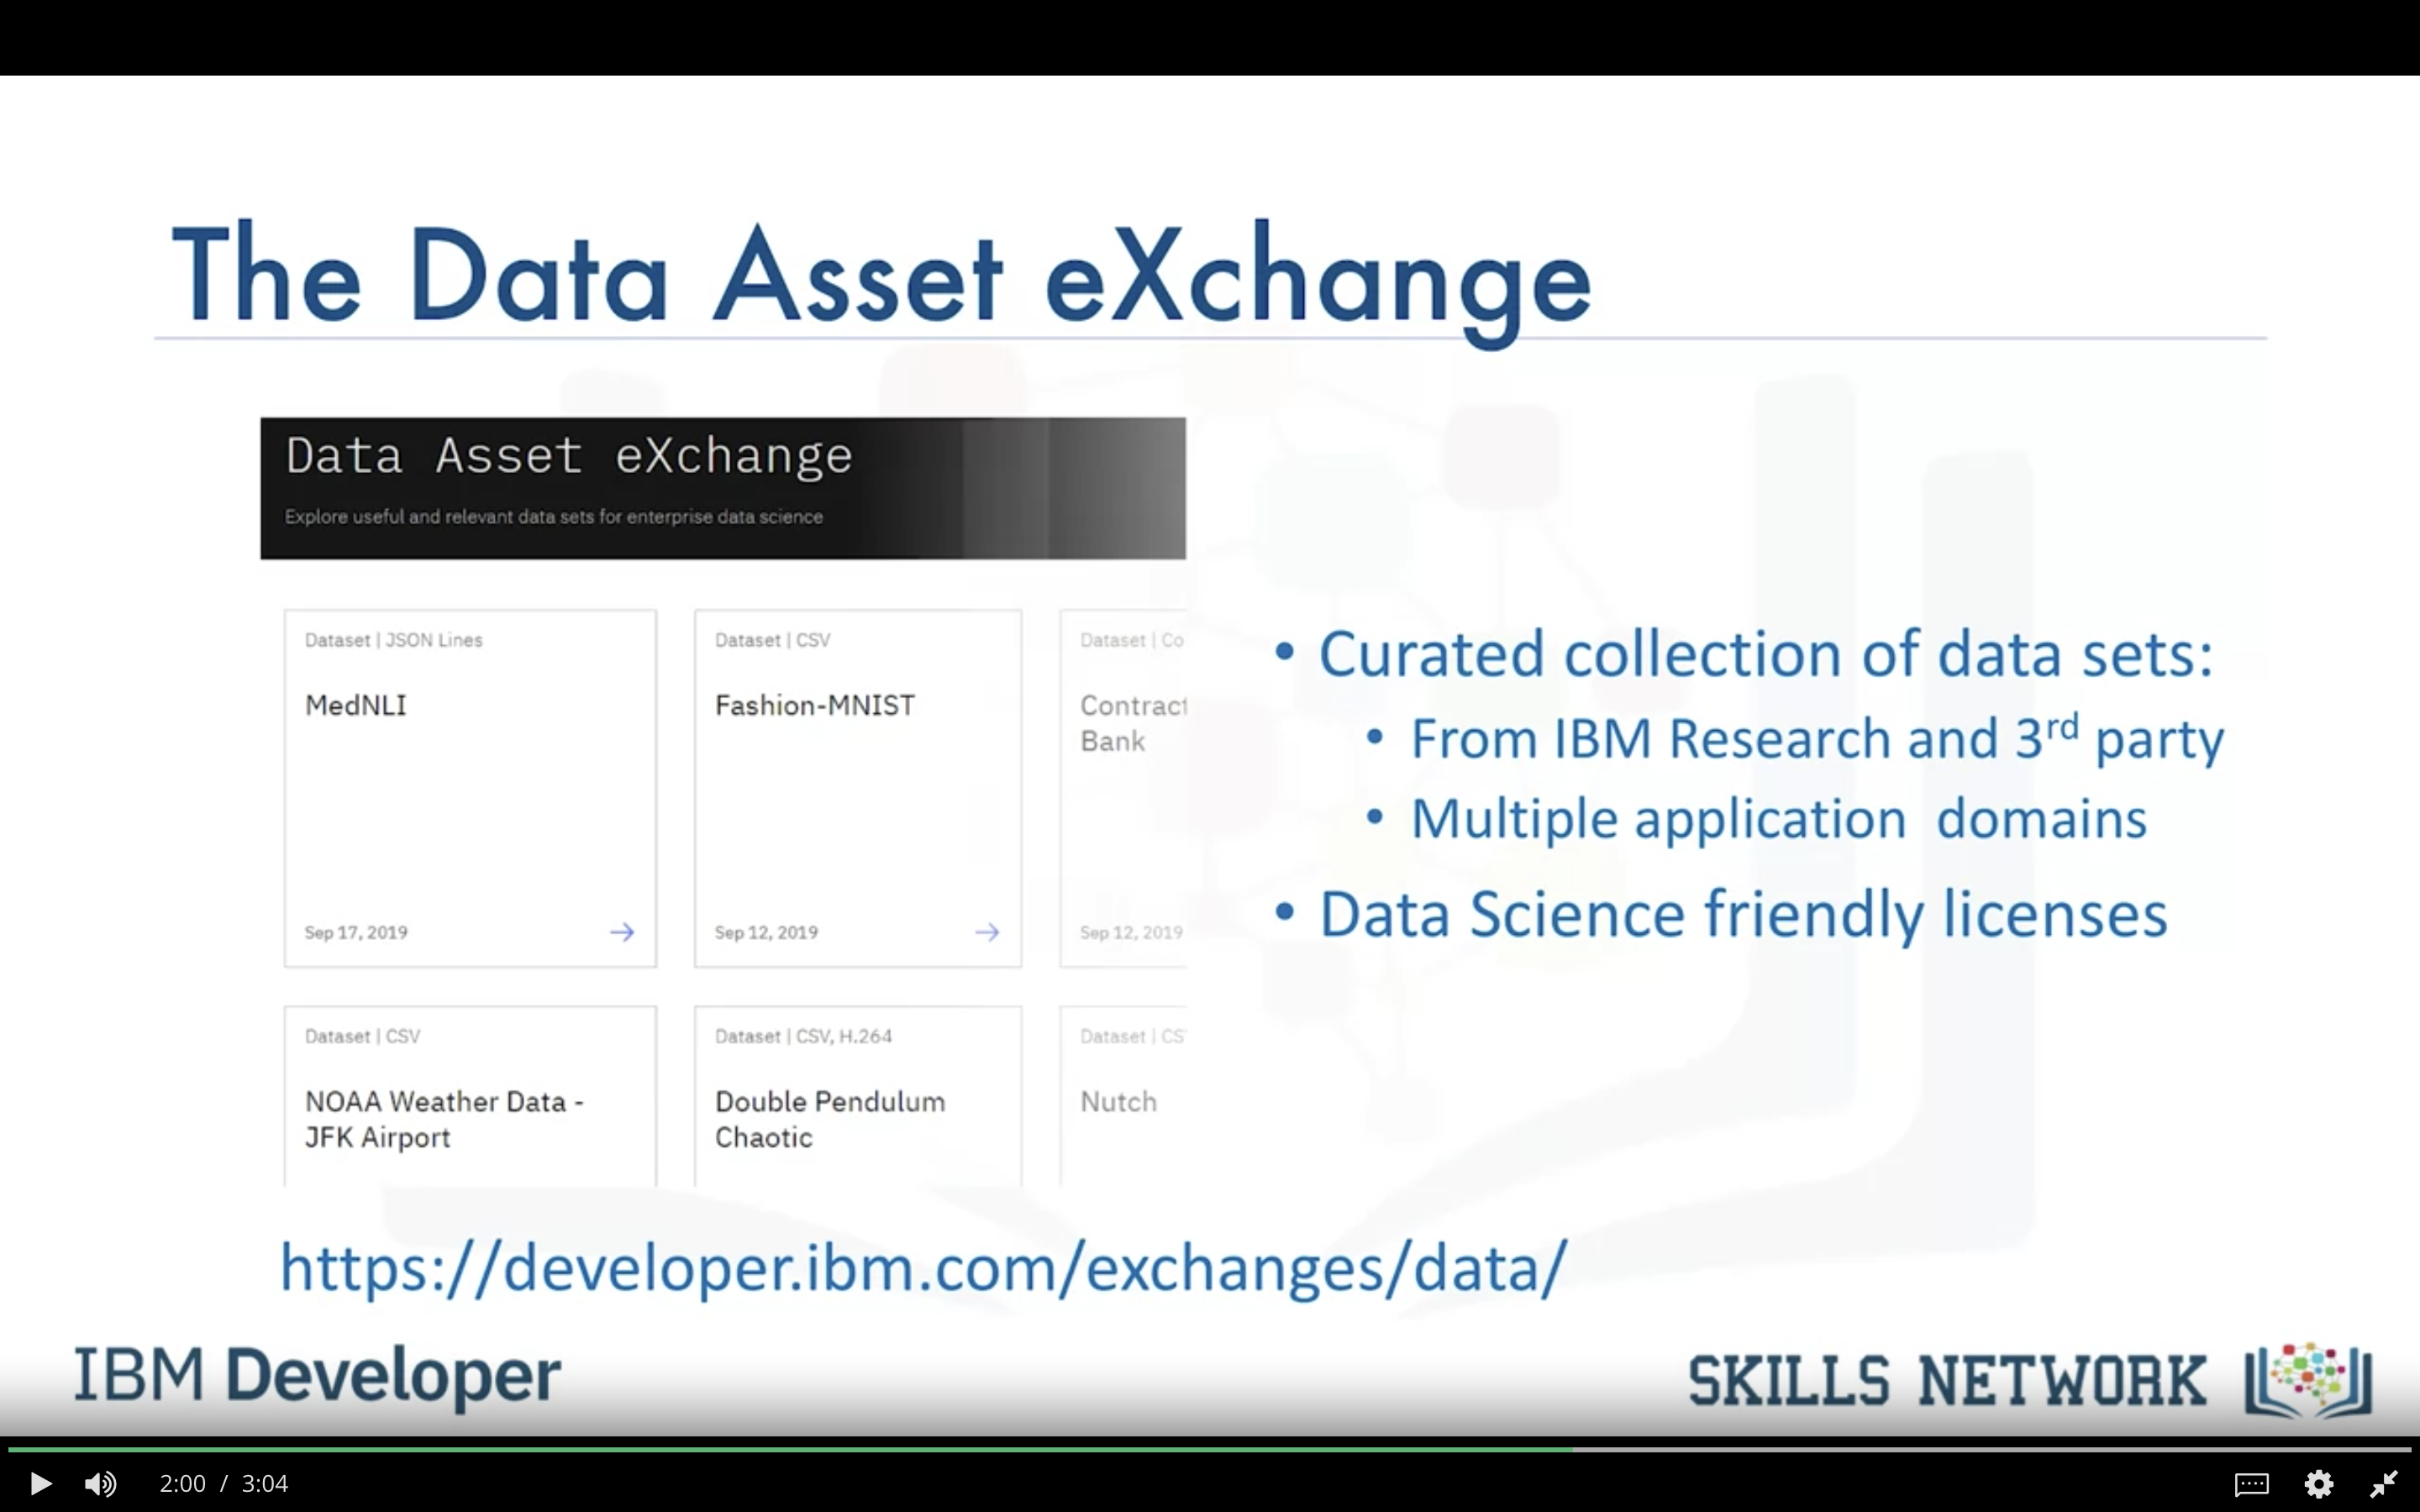 The Data Asset eXchange
Data Asset eXchange
Explore useful and relevant data sets for enterprise data science
Dataset | JSON Lines
MedNLI
Sep 17, 2019
Dataset | CSV
Fashion-MNIST
Sep 12, 2019
Dataset | Co
Contract
Bank
Sep 12, 2019
Dataset | CSV
NOAA Weather Data -
JFK Airport
Dataset | CSV, H.264
Double Pendulum
Chaotic
Dataset | CS
Nutch
• Curated collection of data sets:
• From IBM Research and 3rd party
• Multiple application  domains
• Data Science friendly licenses
https://developer.ibm.com/exchanges/data/
IBM Developer
SKILLS NETWORK
2:00 / 3:04